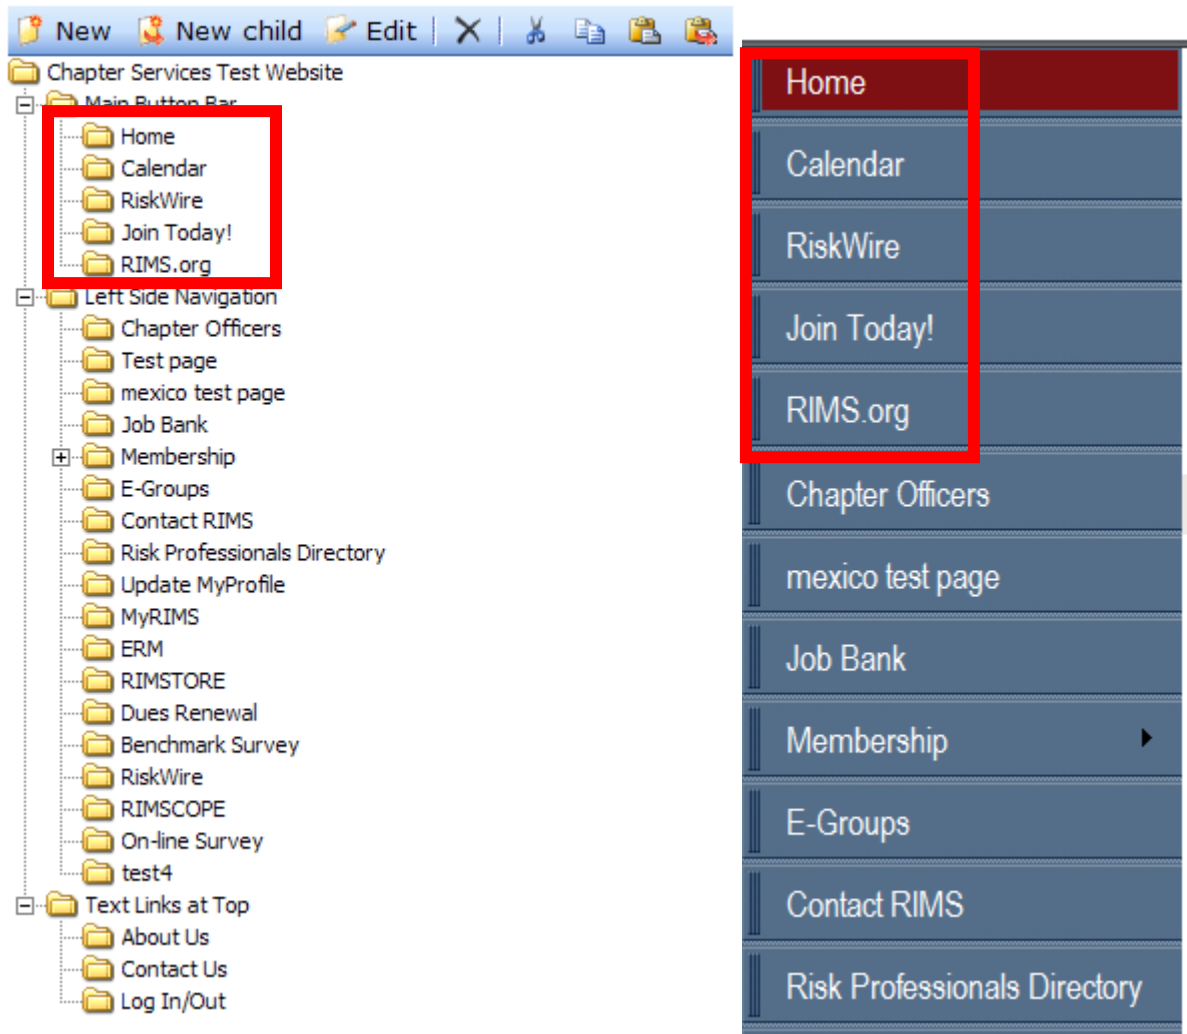 New New child Edit
Chapter Services Test Website
Main Button Bar
Home
Calendar
RiskWire
Join Today!
RIMS.org
Left Side Navigation
Chapter Officers
Test page
mexico test page
Job Bank
Membership
E-Groups
Contact RIMS
Risk Professionals Directory
Update MyProfile
MyRIMS
ERM
RIMSTORE
Dues Renewal
Benchmark Survey
RiskWire
RIMSCOPE
On-line Survey
test4
Text Links at Top
About Us
Contact Us
Log In/Out
Home
Calendar
RiskWire
Join Today!
RIMS.org
Chapter Officers
mexico test page
Job Bank
Membership
E-Groups
Contact RIMS
Risk Professionals Directory